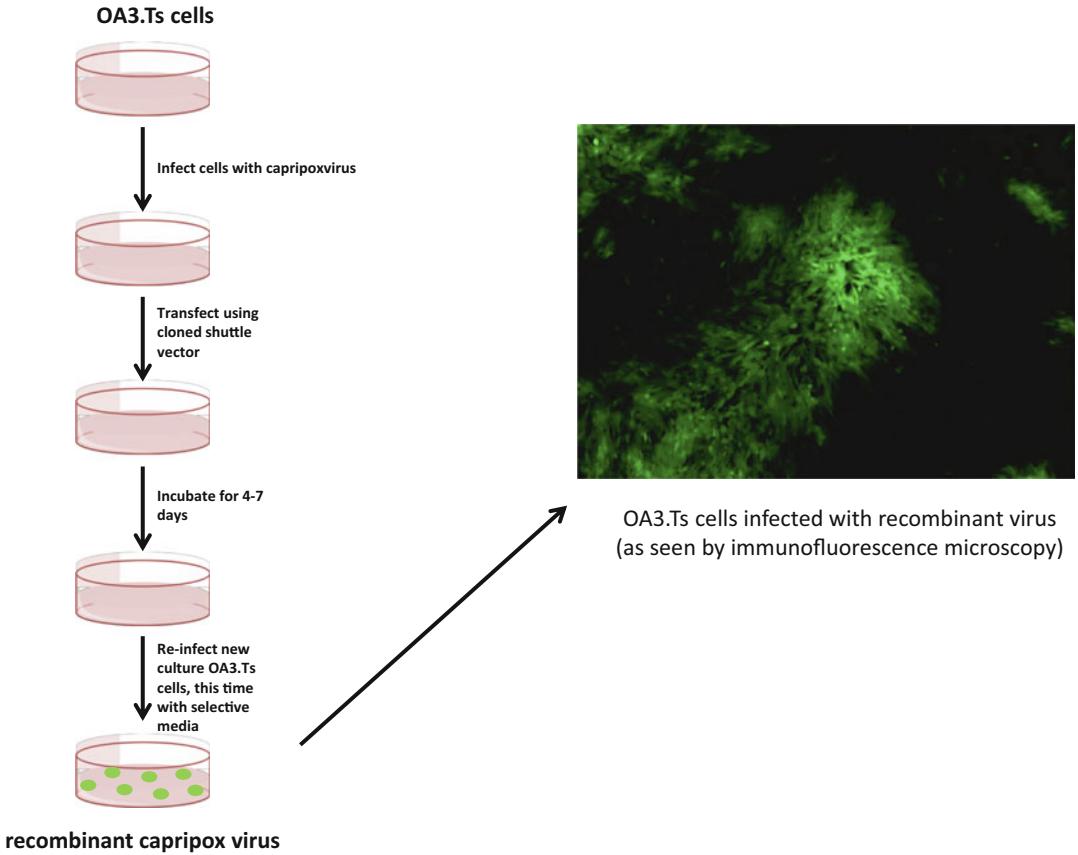 OA3.Ts cells
Infect cells with capripoxvirus
Transfect using
cloned shuttle
vector
Incubate for 4-7
days
Re-infect new
culture OA3.Ts
cells, this time
with selective
media
recombinant capripox virus
OA3.Ts cells infected with recombinant virus
(as seen by immunofluorescence microscopy)